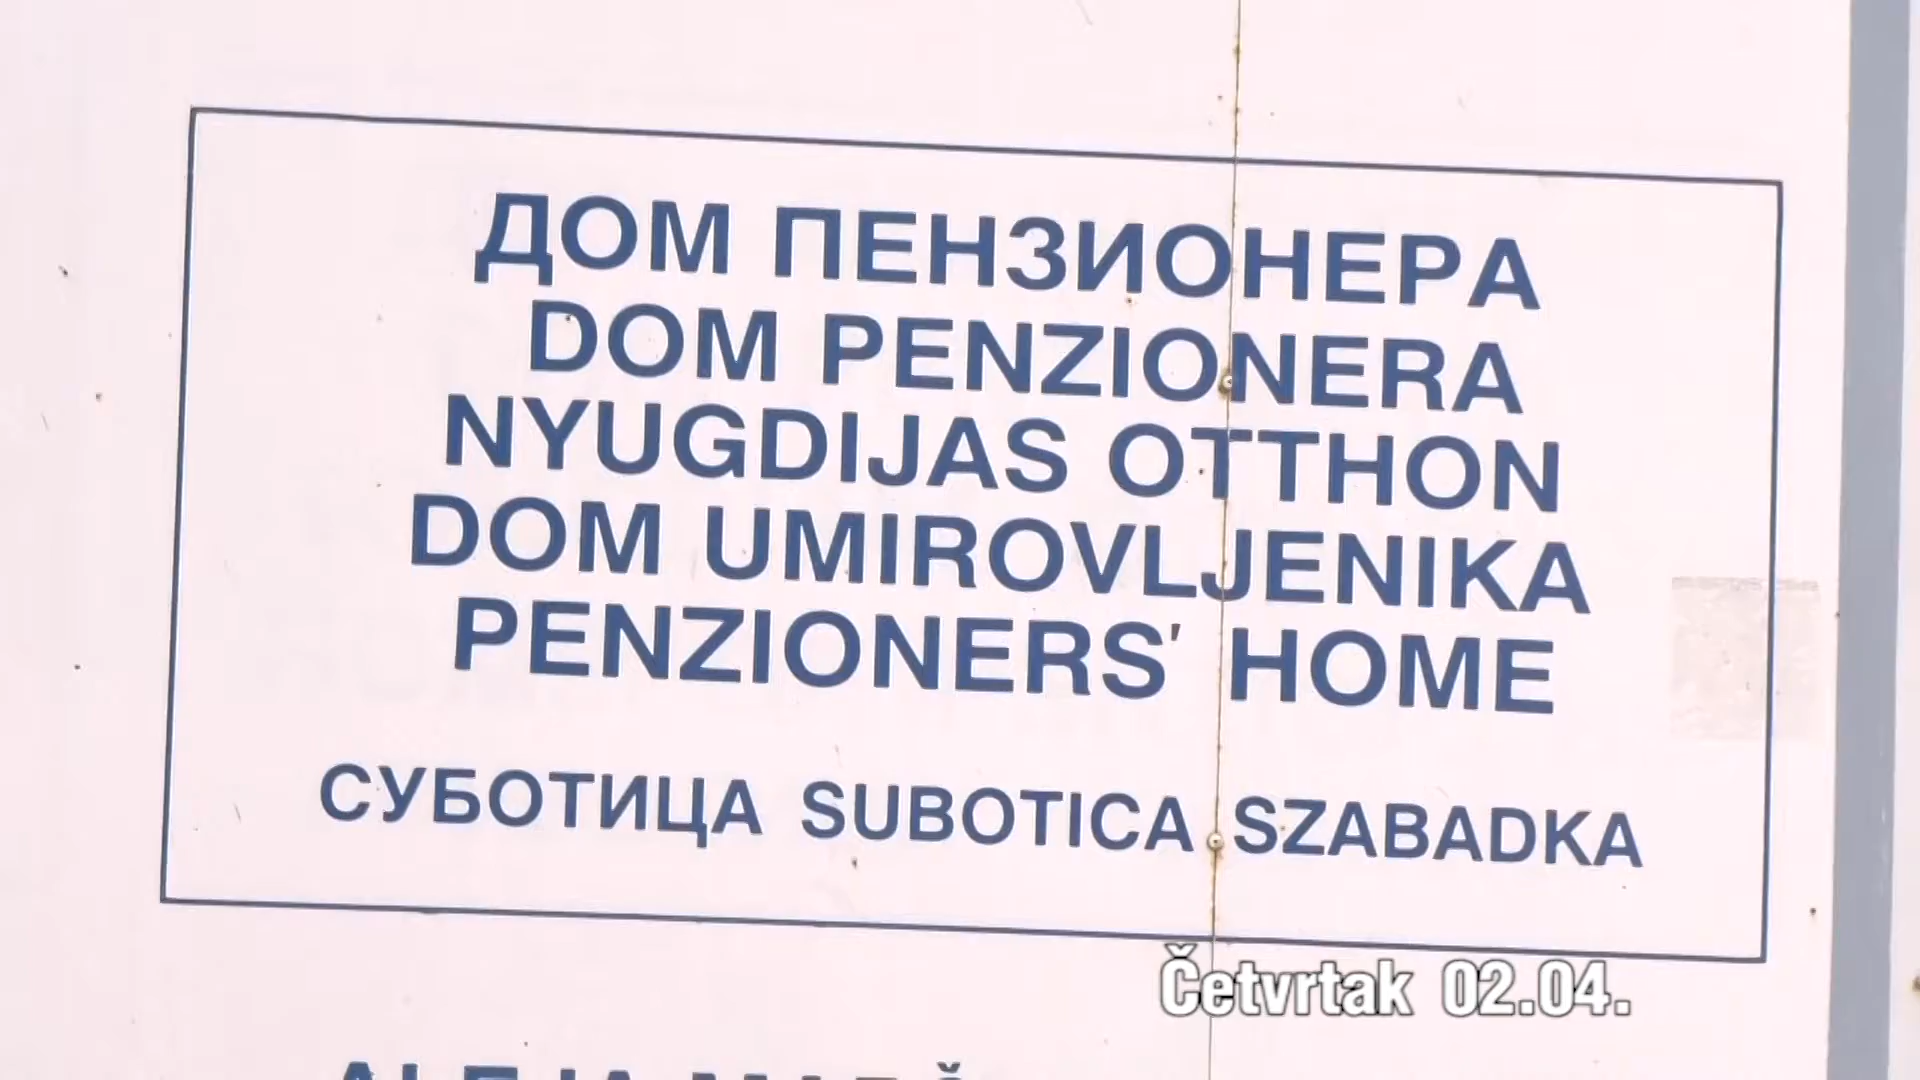 ДОМ ПЕНЗИОНЕРА
DOM PENZIONERA
NYUGDIJAS OTTHON
DOM UMIROVLJENIKA
PENZIONERS' HOME
СУБОТИЦА SUBOTICA SZABADKA
Četvrtak 02.04.